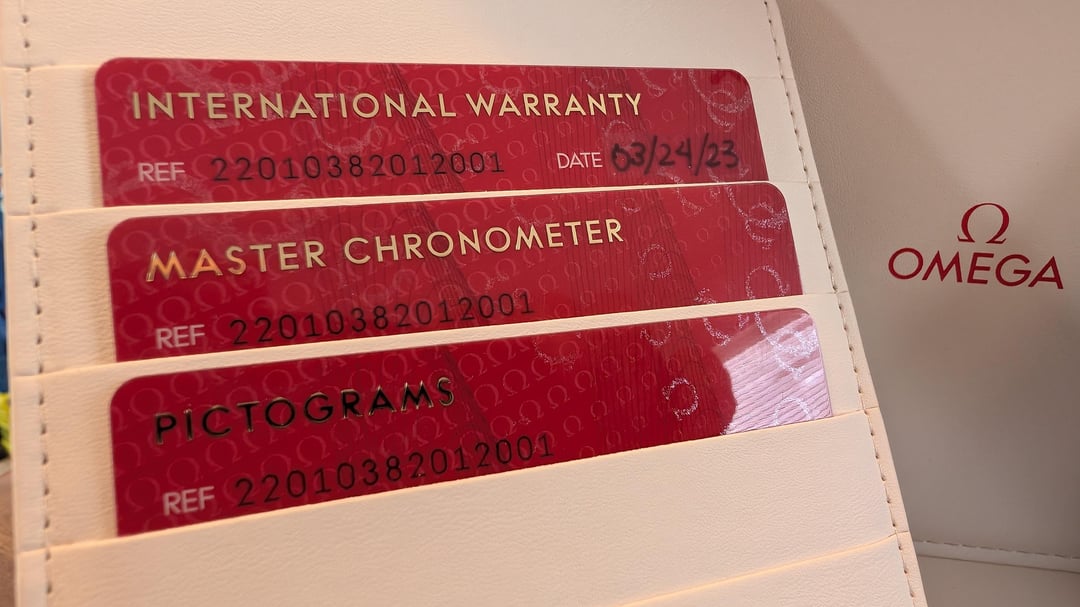 INTERNATIONAL WARRANTY
REF 22010382012001 DATE 03/24/23
MASTER CHRONOMETER
REF 22010382012001
PICTOGRAMS
REF 22010382012001
Ω
OMEGA